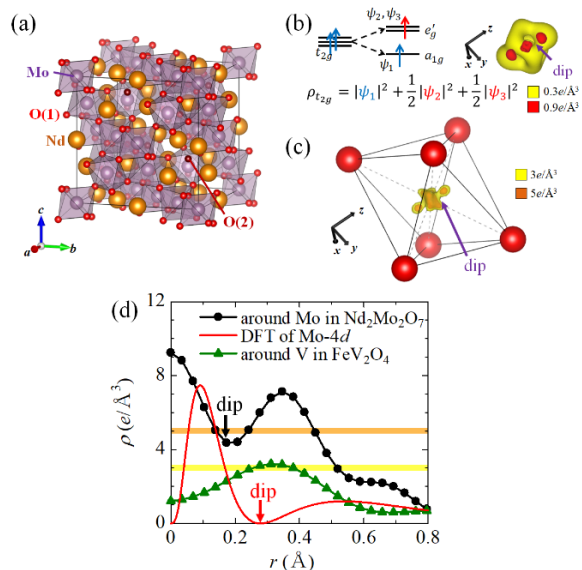 (a)
Mo
O(1)
Nd
O(2)
c
a
b
(b)
t2g
ψ2, ψ3
e′g
ψ1
a1g
z
x
y
dip
0.3e/Å³
0.9e/Å³
ρt2g = |ψ1|² + 1/2|ψ2|² + 1/2|ψ3|²
(c)
3e/Å³
5e/Å³
z
x
y
dip
(d)
around Mo in Nd2Mo2O7
DFT of Mo-4d
around V in FeV2O4
dip
dip
ρ (e/Å³)
12
8
4
0
0
0.2
0.4
0.6
0.8
r (Å)